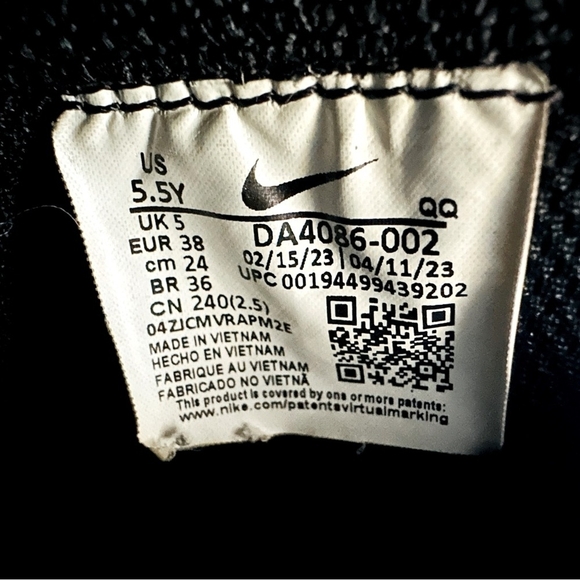 US
5.5Y
UK 5
EUR 38
cm 24
BR 36
CN 240(2.5)
QQ
DA4086-002
02/15/23 | 04/11/23
UPC 00194499439202
04ZJCMVRAPM2E
MADE IN VIETNAM
HECHO EN VIETNAM
FABRIQUE AU VIETNAM
FABRICADO NO VIETNÃ
This product is covered by one or more patents:
www.nike.com/patentsvirtualmarking